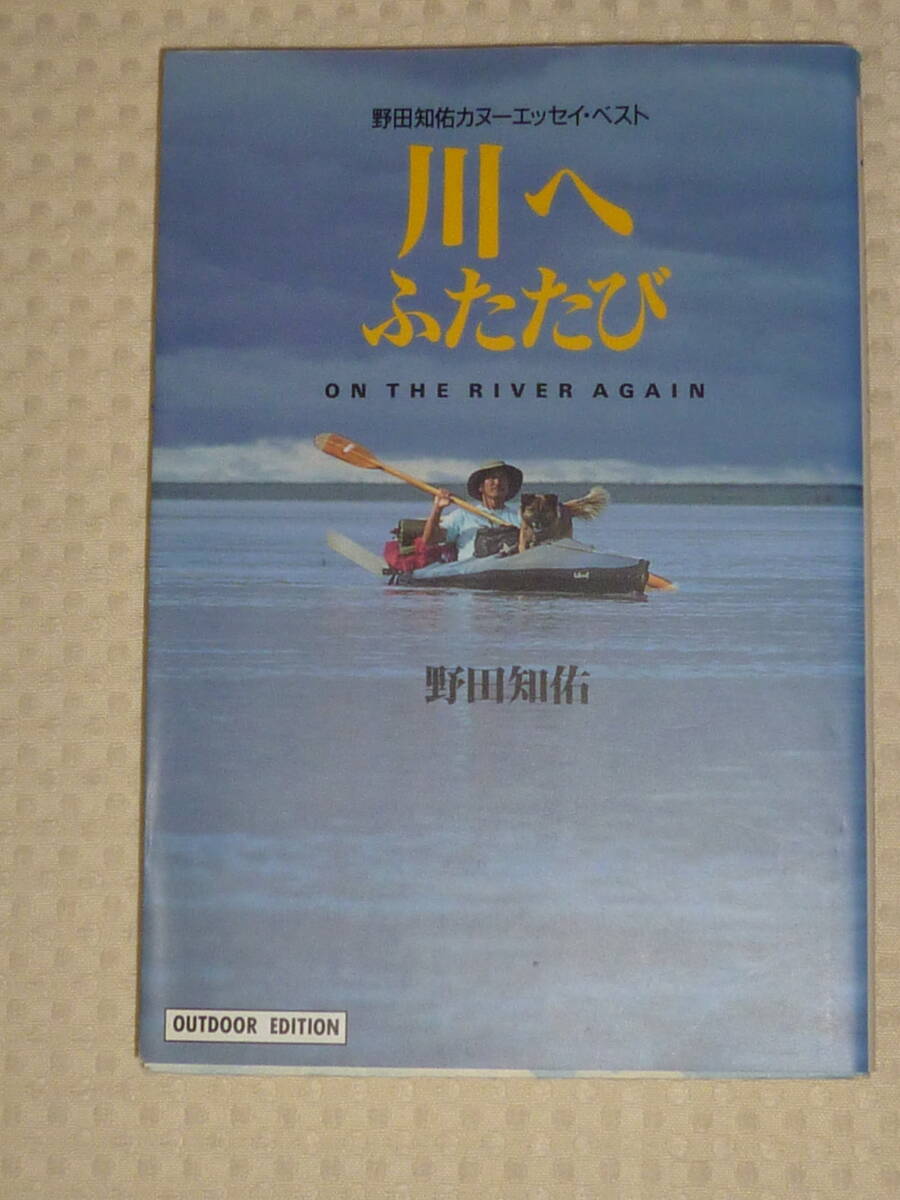 野田知佑カヌーエッセイ・ベスト
川へ
ふたたび
ON THE RIVER AGAIN
野田知佑
OUTDOOR EDITION